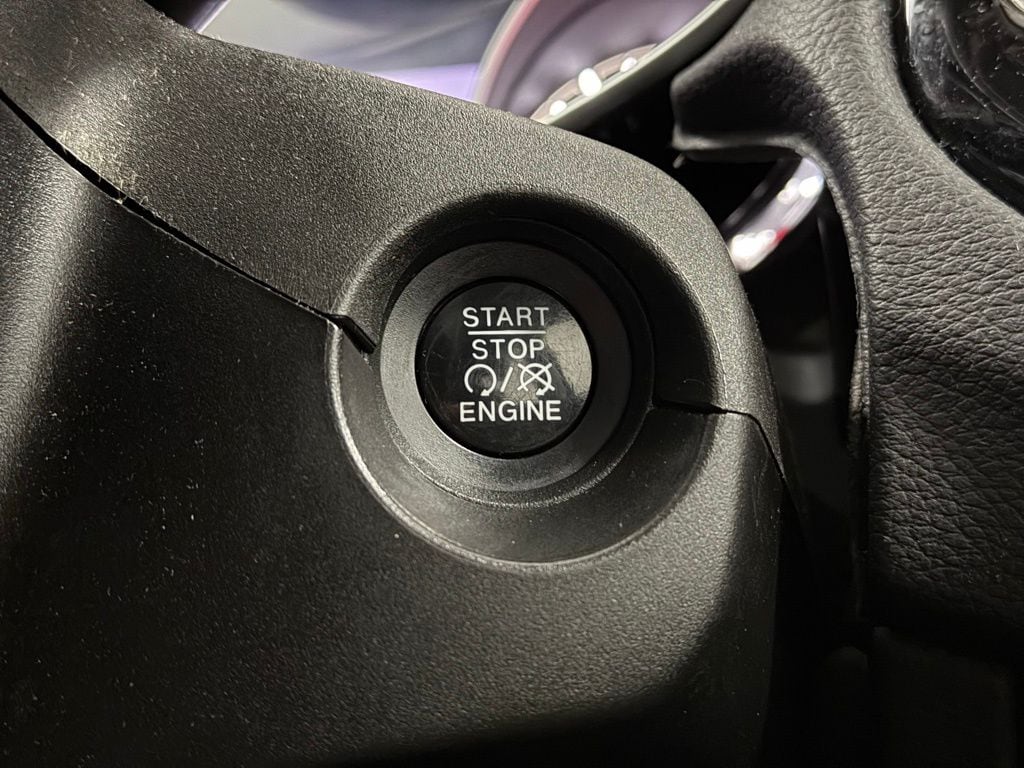 START
STOP
/
ENGINE